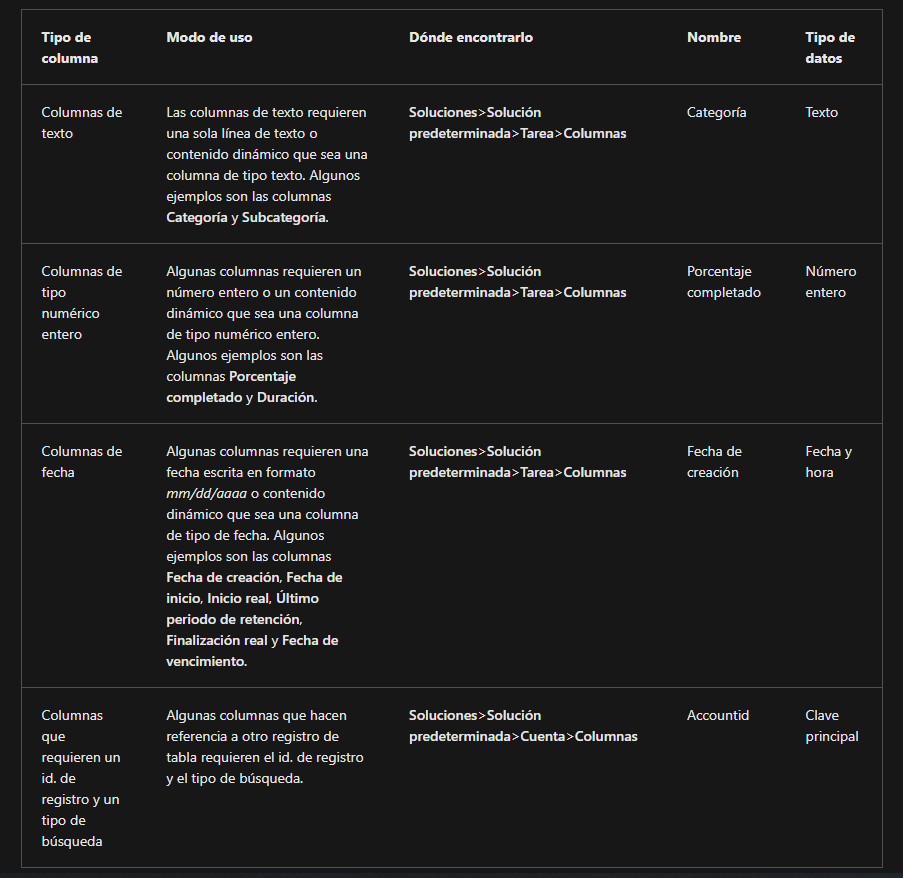 Tipo de columna
Modo de uso
Dónde encontrarlo
Nombre
Tipo de datos
Columnas de
texto
Las columnas de texto requieren
una sola línea de texto o
contenido dinámico que sea una
columna de tipo texto. Algunos
ejemplos son las columnas
Categoría y Subcategoría.
Soluciones>Solución
predeterminada>Tarea>Columnas
Categoría
Texto
Columnas de
tipo
numérico
entero
Algunas columnas requieren un
número entero o un contenido
dinámico que sea una columna
de tipo numérico entero.
Algunos ejemplos son las
columnas Porcentaje
completado y Duración.
Soluciones>Solución
predeterminada>Tarea>Columnas
Porcentaje
completado
Número
entero
Columnas de
fecha
Algunas columnas requieren una
fecha escrita en formato
mm/dd/aaaa o contenido
dinámico que sea una columna
de tipo de fecha. Algunos
ejemplos son las columnas
Fecha de creación, Fecha de
inicio, Inicio real, Último
periodo de retención,
Finalización real y Fecha de
vencimiento.
Soluciones>Solución
predeterminada>Tarea>Columnas
Fecha de
creación
Fecha y
hora
Columnas
que
requieren un
id. de
registro y un
tipo de
búsqueda
Algunas columnas que hacen
referencia a otro registro de
tabla requieren el id. de registro
y el tipo de búsqueda.
Soluciones>Solución
predeterminada>Cuenta>Columnas
Accountid
Clave
principal